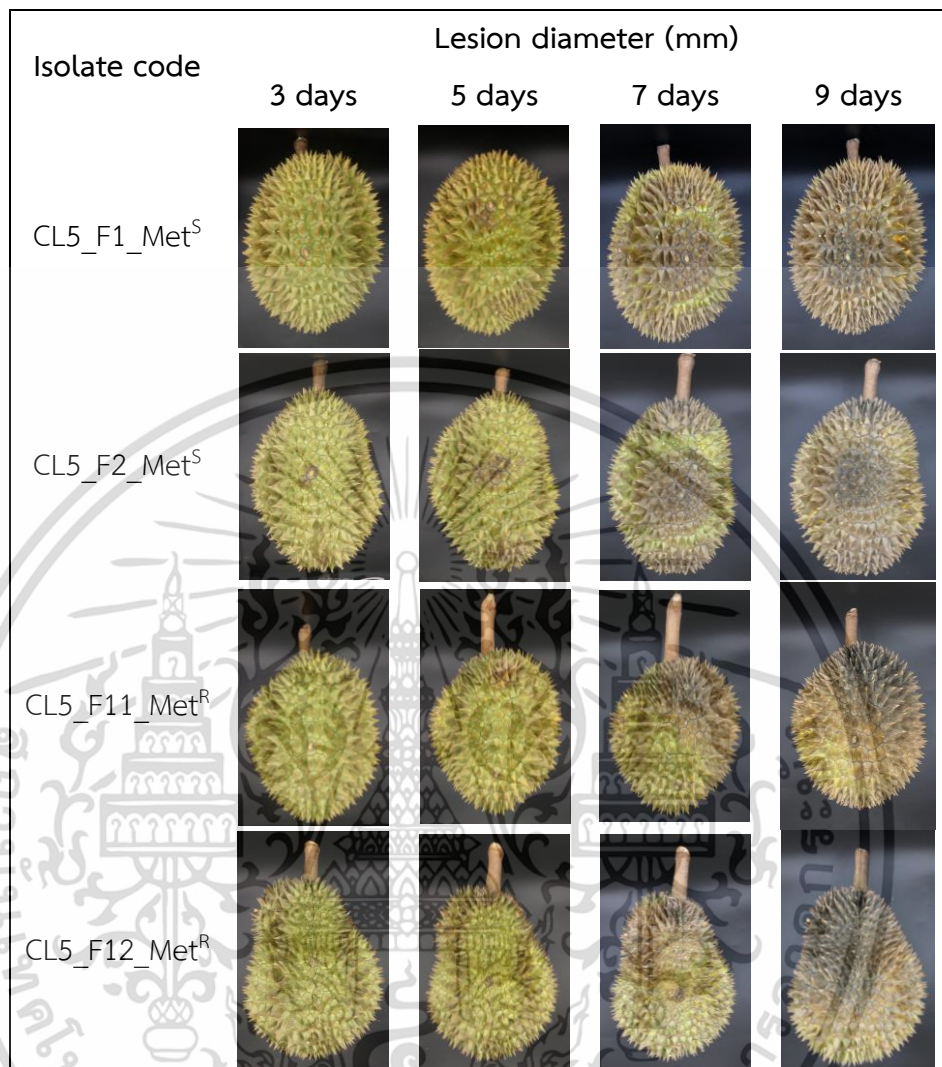 Isolate code
Lesion diameter (mm)
3 days 5 days 7 days 9 days
CL5_F1_Met^S
CL5_F2_Met^S
CL5_F11_Met^R
CL5_F12_Met^R